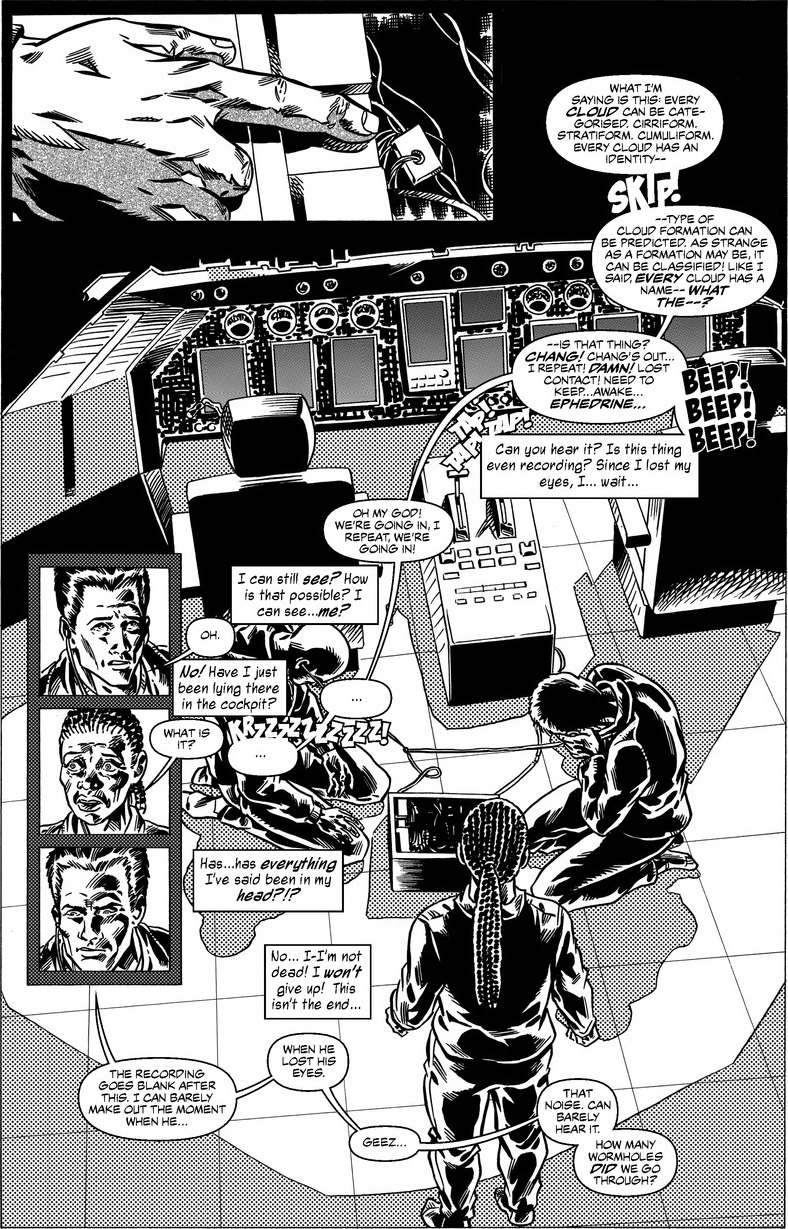 WHAT I'M
SAYING IS THIS: EVERY
CLOUD CAN BE CATE-
GORISED. CIRRIFORM.
STRATIFORM. CUMULIFORM.
EVERY CLOUD HAS AN
IDENTITY--
SKIP!
--TYPE OF
CLOUD FORMATION CAN
BE PREDICTED. AS STRANGE
AS A FORMATION MAY BE, IT
CAN BE CLASSIFIED! LIKE I
SAID, EVERY CLOUD HAS A
NAME-- WHAT
THE--?
--IS THAT THING?
CHANG! CHANG'S OUT...
I REPEAT! DAMN! LOST
CONTACT! NEED TO
KEEP...AWAKE...
EPHEDRINE...
BEEP!
BEEP!
BEEP!
TAP!
TAP! TAP!
Can you hear it? Is this thing
even recording? Since I lost my
eyes, I... wait...
OH MY GOD!
WE'RE GOING IN, I
REPEAT, WE'RE
GOING IN!
I can still see? How
is that possible? I
can see...me?
OH.
No! Have I just
been lying there
in the cockpit?
...
KRZZZZZZZZZ!
WHAT IS
IT?
...
Has...has everything
I've said been in my
head?!?
No... I-I'm not
dead! I won't
give up! This
isn't the end...
THE RECORDING
GOES BLANK AFTER
THIS. I CAN BARELY
MAKE OUT THE MOMENT
WHEN HE...
WHEN HE
LOST HIS
EYES.
GEEZ...
THAT
NOISE. CAN
BARELY
HEAR IT.
HOW MANY
WORMHOLES
DID WE GO
THROUGH?